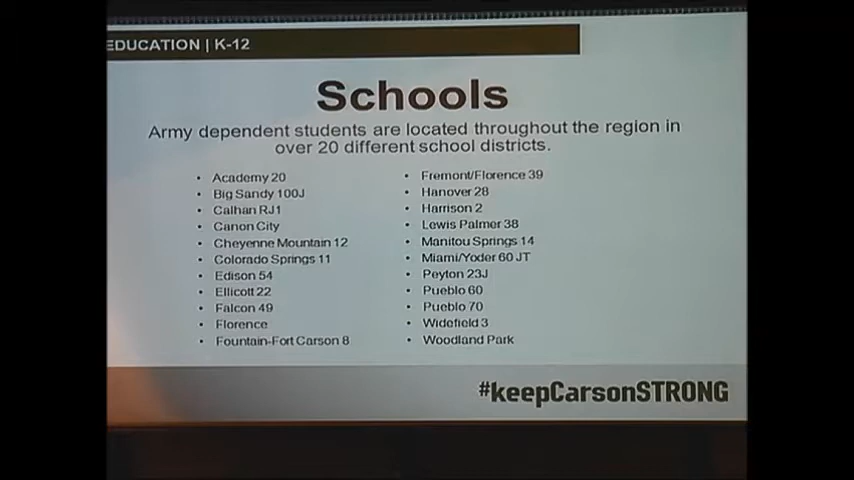 EDUCATION | K-12
Schools
Army dependent students are located throughout the region in
over 20 different school districts.
• Academy 20
• Big Sandy 100J
• Calhan RJ1
• Canon City
• Cheyenne Mountain 12
• Colorado Springs 11
• Edison 54
• Ellicott 22
• Falcon 49
• Florence
• Fountain-Fort Carson 8
• Fremont/Florence 39
• Hanover 28
• Harrison 2
• Lewis Palmer 38
• Manitou Springs 14
• Miami/Yoder 60 JT
• Peyton 23J
• Pueblo 60
• Pueblo 70
• Widefield 3
• Woodland Park
#keepCarsonSTRONG